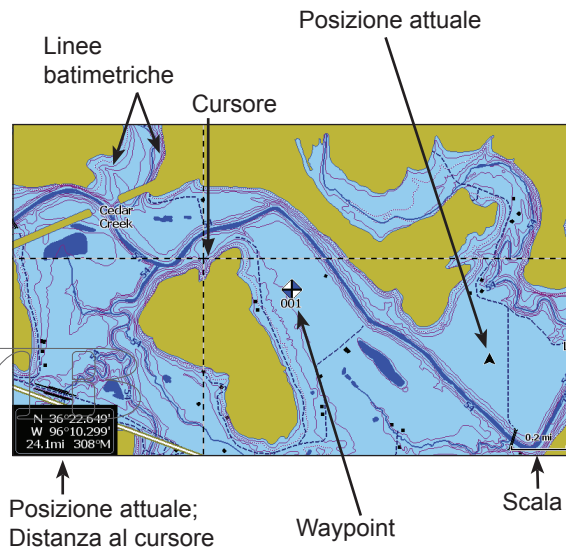 Posizione attuale
Linee
batimetriche
Cursore
Cedar
Creek
001
N 36°22.649'
W 96°10.299'
24.1mi 308°M
0.2 mi
Posizione attuale;
Distanza al cursore
Waypoint
Scala